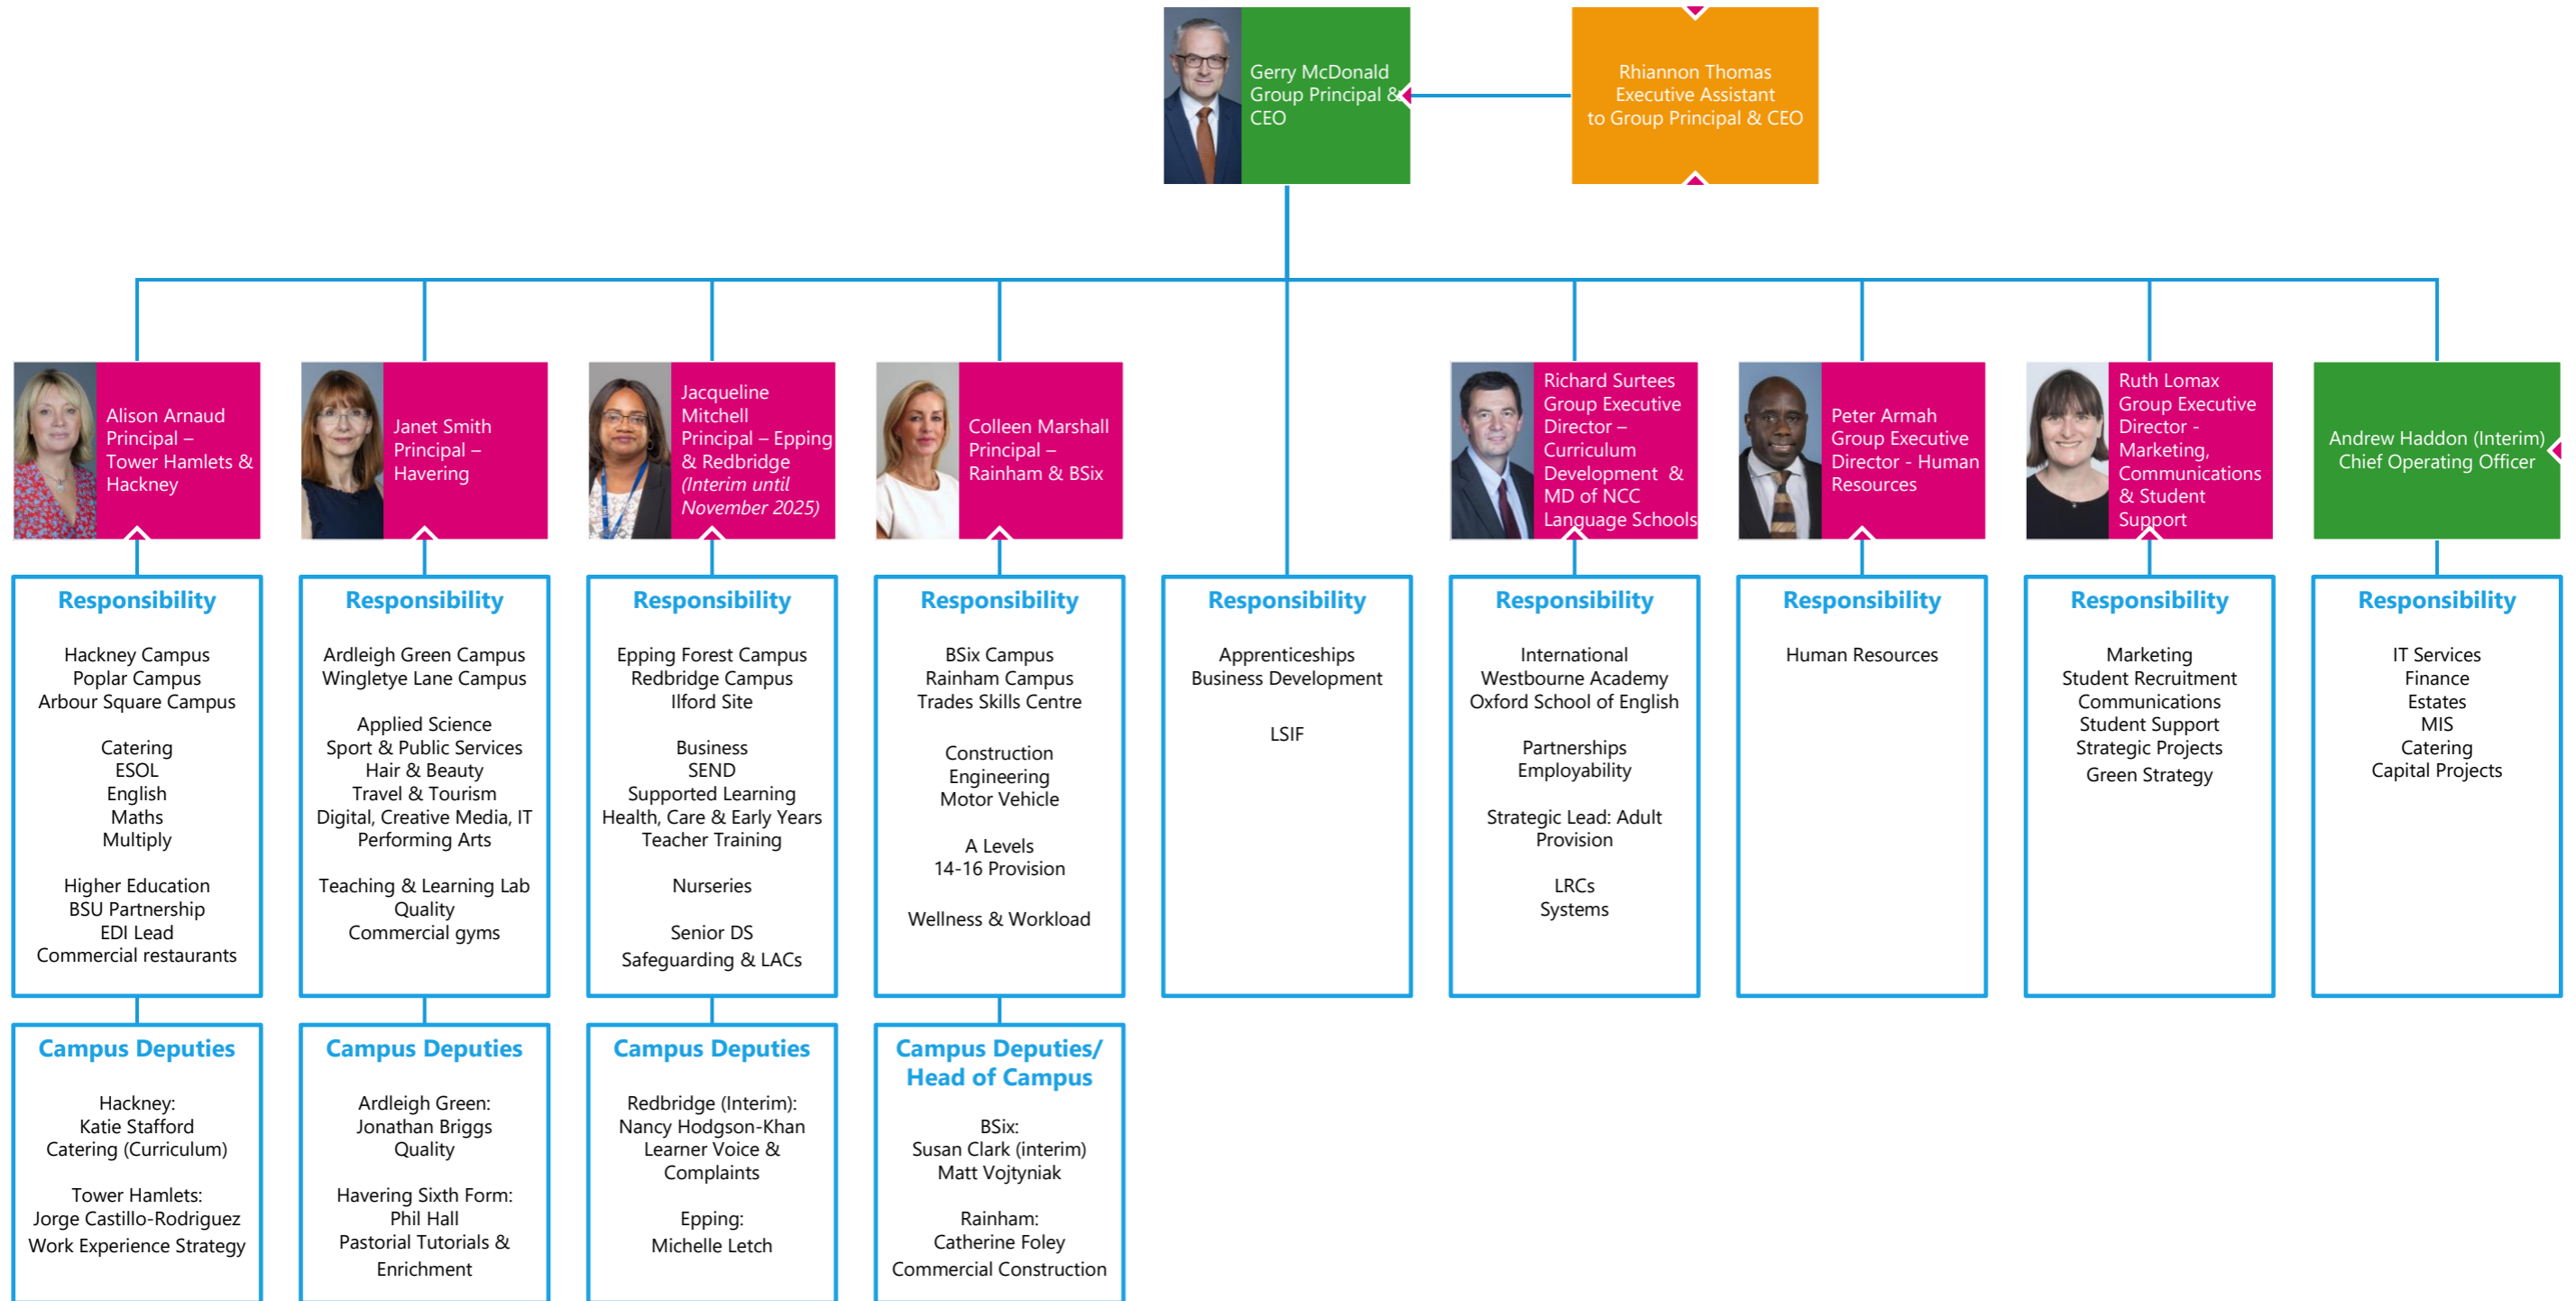 Gerry McDonald
Group Principal &
CEO
Rhiannon Thomas
Executive Assistant
to Group Principal & CEO
Alison Arnaud
Principal –
Tower Hamlets &
Hackney
Janet Smith
Principal –
Havering
Jacqueline
Mitchell
Principal – Epping
& Redbridge
(Interim until
November 2025)
Colleen Marshall
Principal –
Rainham & BSix
Richard Surtees
Group Executive
Director –
Curriculum
Development &
MD of NCC
Language Schools
Peter Armah
Group Executive
Director - Human
Resources
Ruth Lomax
Group Executive
Director -
Marketing,
Communications
& Student
Support
Andrew Haddon (Interim)
Chief Operating Officer
Responsibility
Hackney Campus
Poplar Campus
Arbour Square Campus
Catering
ESOL
English
Maths
Multiply
Higher Education
BSU Partnership
EDI Lead
Commercial restaurants
Responsibility
Ardleigh Green Campus
Wingletye Lane Campus
Applied Science
Sport & Public Services
Hair & Beauty
Travel & Tourism
Digital, Creative Media, IT
Performing Arts
Teaching & Learning Lab
Quality
Commercial gyms
Responsibility
Epping Forest Campus
Redbridge Campus
Ilford Site
Business
SEND
Supported Learning
Health, Care & Early Years
Teacher Training
Nurseries
Senior DS
Safeguarding & LACs
Responsibility
BSix Campus
Rainham Campus
Trades Skills Centre
Construction
Engineering
Motor Vehicle
A Levels
14-16 Provision
Wellness & Workload
Responsibility
Apprenticeships
Business Development
LSIF
Responsibility
International
Westbourne Academy
Oxford School of English
Partnerships
Employability
Strategic Lead: Adult
Provision
LRCs
Systems
Responsibility
Human Resources
Responsibility
Marketing
Student Recruitment
Communications
Student Support
Strategic Projects
Green Strategy
Responsibility
IT Services
Finance
Estates
MIS
Catering
Capital Projects
Campus Deputies
Hackney:
Katie Stafford
Catering (Curriculum)
Tower Hamlets:
Jorge Castillo-Rodriguez
Work Experience Strategy
Campus Deputies
Ardleigh Green:
Jonathan Briggs
Quality
Havering Sixth Form:
Phil Hall
Pastorial Tutorials &
Enrichment
Campus Deputies
Redbridge (Interim):
Nancy Hodgson-Khan
Learner Voice &
Complaints
Epping:
Michelle Letch
Campus Deputies/
Head of Campus
BSix:
Susan Clark (interim)
Matt Vojtyniak
Rainham:
Catherine Foley
Commercial Construction